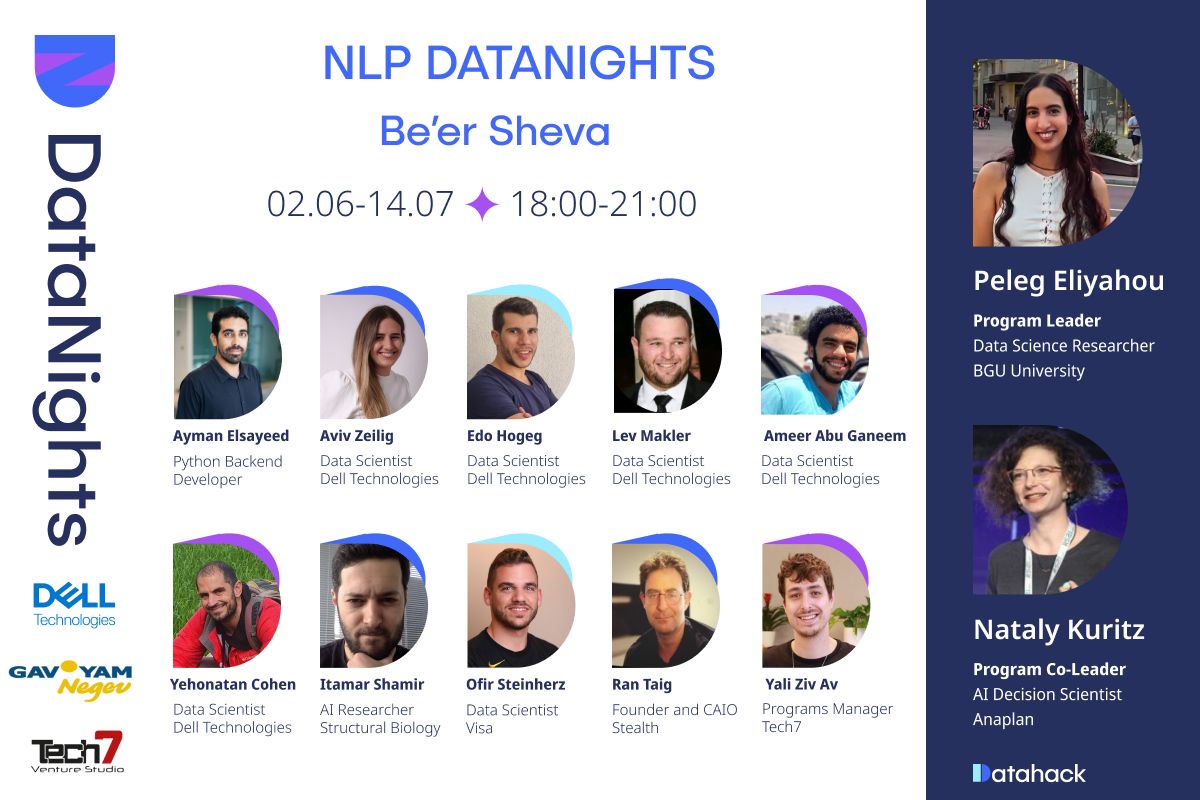 DataNights
NLP DATANIGHTS
Be'er Sheva
02.06-14.07 18:00-21:00
Ayman Elsayeed
Python Backend
Developer
Aviv Zeilig
Data Scientist
Dell Technologies
Edo Hogeg
Data Scientist
Dell Technologies
Lev Makler
Data Scientist
Dell Technologies
Ameer Abu Ganeem
Data Scientist
Dell Technologies
Yehonatan Cohen
Data Scientist
Dell Technologies
Itamar Shamir
AI Researcher
Structural Biology
Ofir Steinherz
Data Scientist
Visa
Ran Taig
Founder and CAIO
Stealth
Yali Ziv Av
Programs Manager
Tech7
DELL
Technologies
GAV YAM
Negev
Tech7
Venture Studio
Peleg Eliyahou
Program Leader
Data Science Researcher
BGU University
Nataly Kuritz
Program Co-Leader
AI Decision Scientist
Anaplan
Datahack